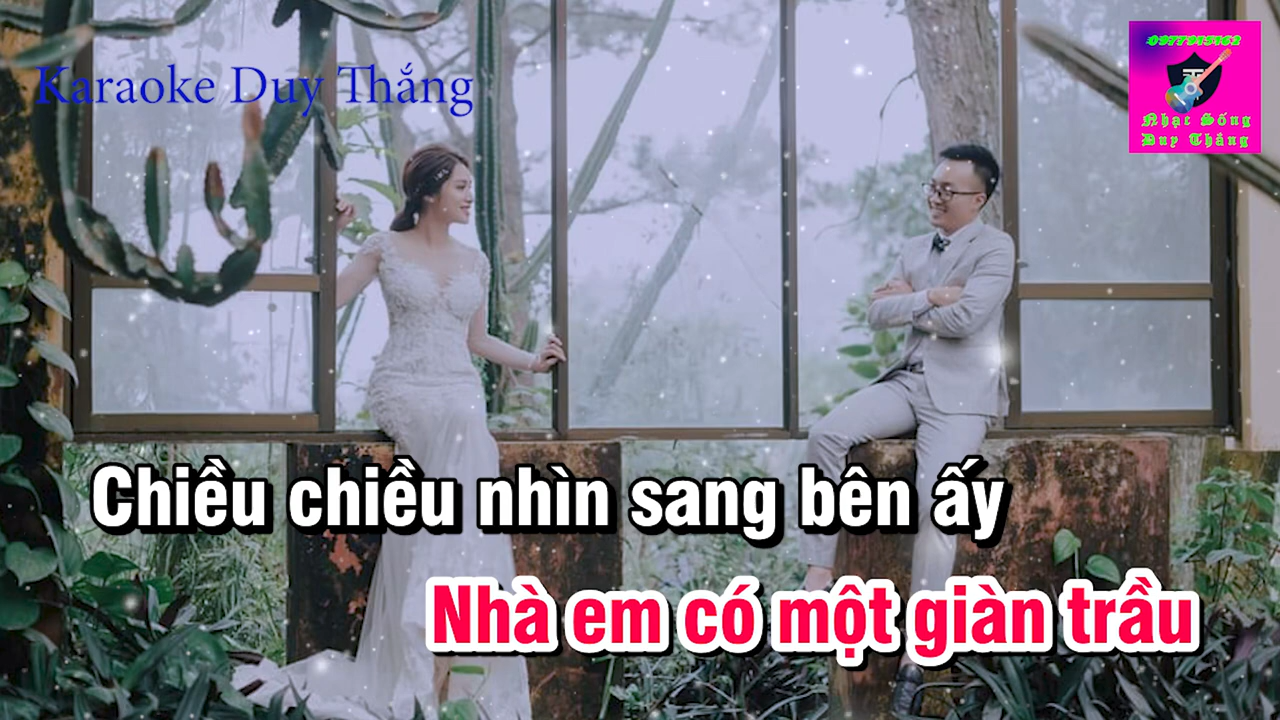 Karaoke Duy Thắng
0977915162
Nhạc Sống
Duy Thắng
Chiều chiều nhìn sang bên ấy
Nhà em có một giàn trầu